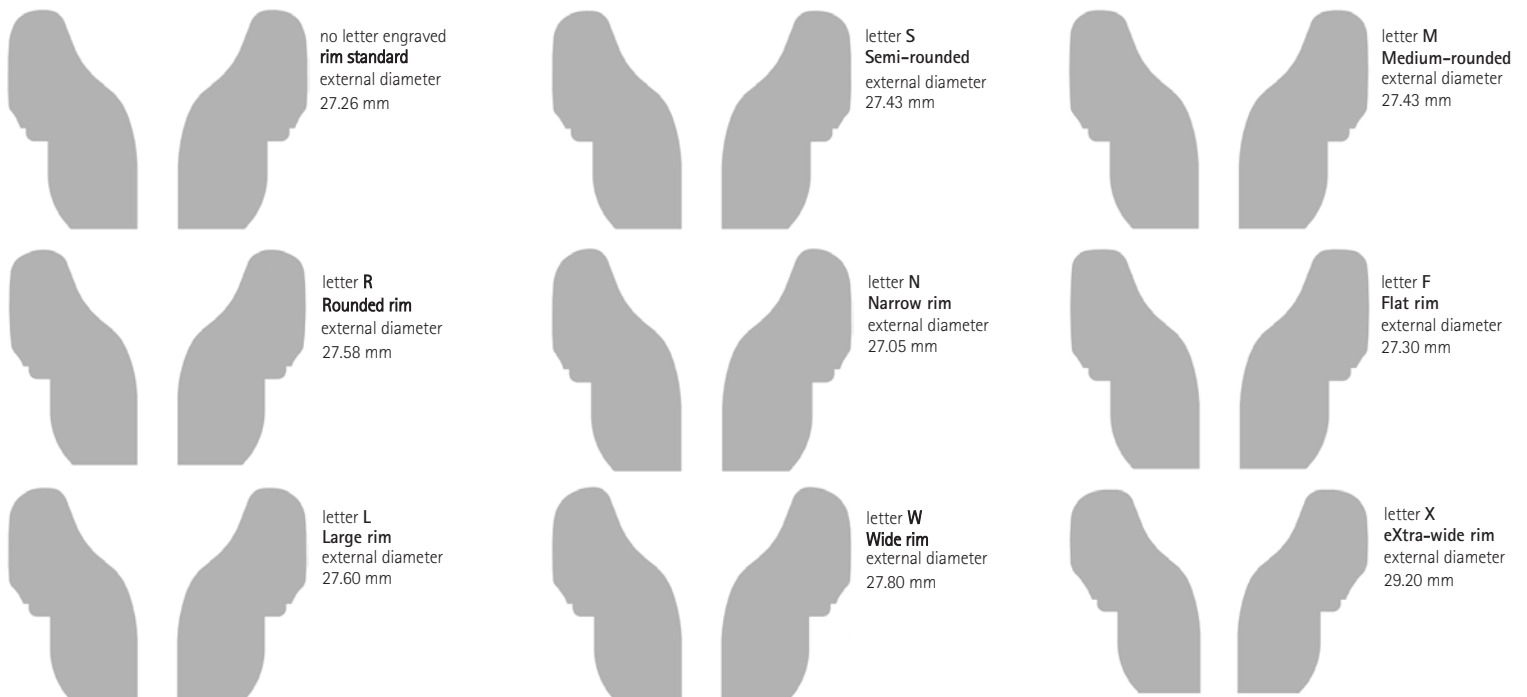 no letter engraved
rim standard
external diameter
27.26 mm
letter S
Semi-rounded
external diameter
27.43 mm
letter M
Medium-rounded
external diameter
27.43 mm
letter R
Rounded rim
external diameter
27.58 mm
letter N
Narrow rim
external diameter
27.05 mm
letter F
Flat rim
external diameter
27.30 mm
letter L
Large rim
external diameter
27.60 mm
letter W
Wide rim
external diameter
27.80 mm
letter X
eXtra-wide rim
external diameter
29.20 mm